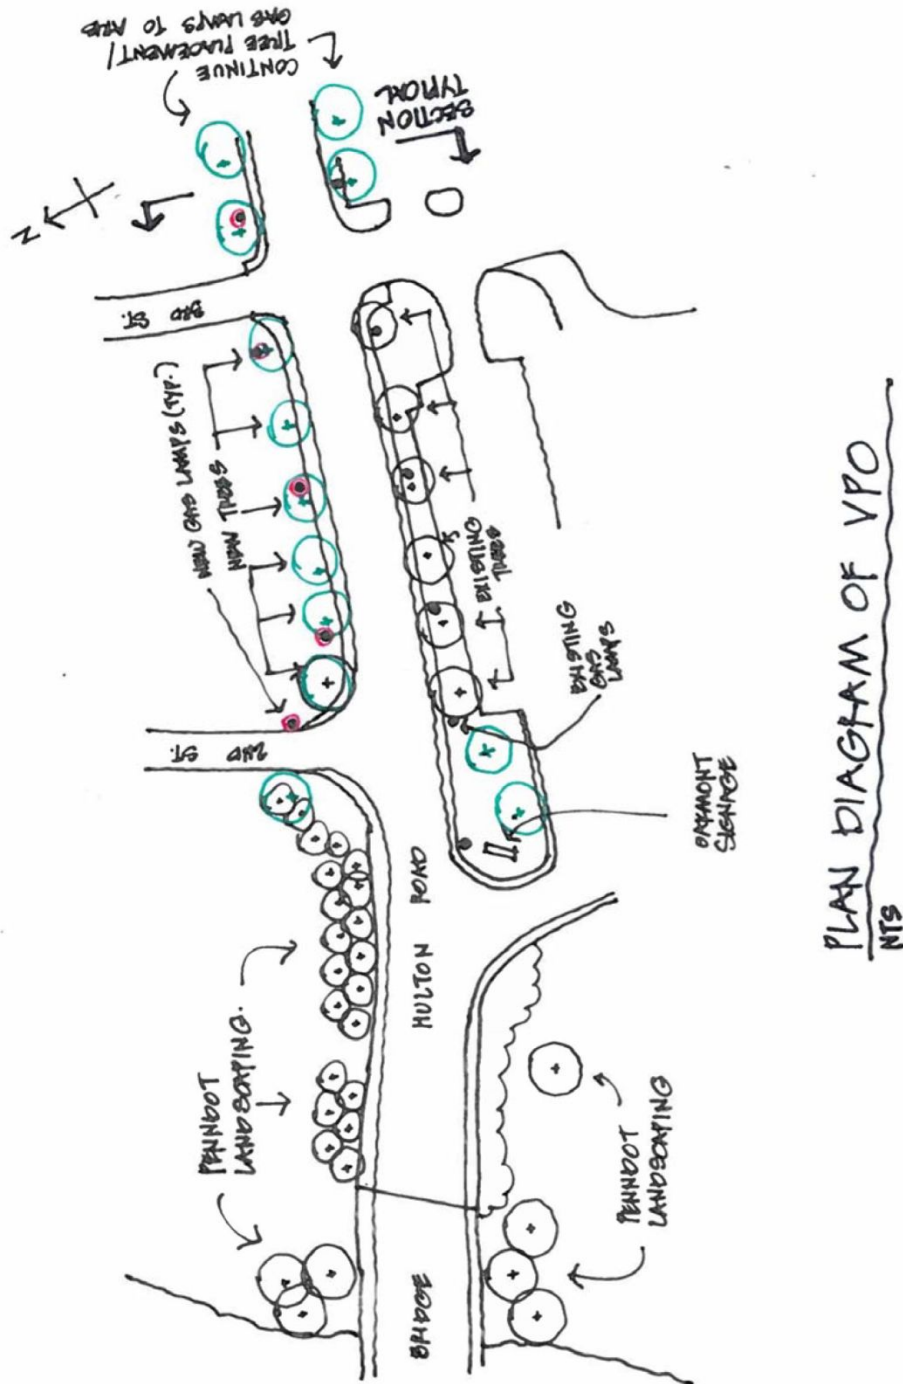 CONTINUE
TREE PLACEMENT/
GAS LAMPS TO ARB
SECTION
TYPICAL
N
3RD
ST.
NEW GAS LAMPS (TYP.)
NEW TREES
EXISTING
TREES
EXISTING
GAS
LAMPS
2ND
ST.
OAKMONT
SIGNAGE
HULTON ROAD
PENNDOT
LANDSCAPING.
PENNDOT
LANDSCAPING
BRIDGE
PLAN DIAGRAM OF VPO
NTS